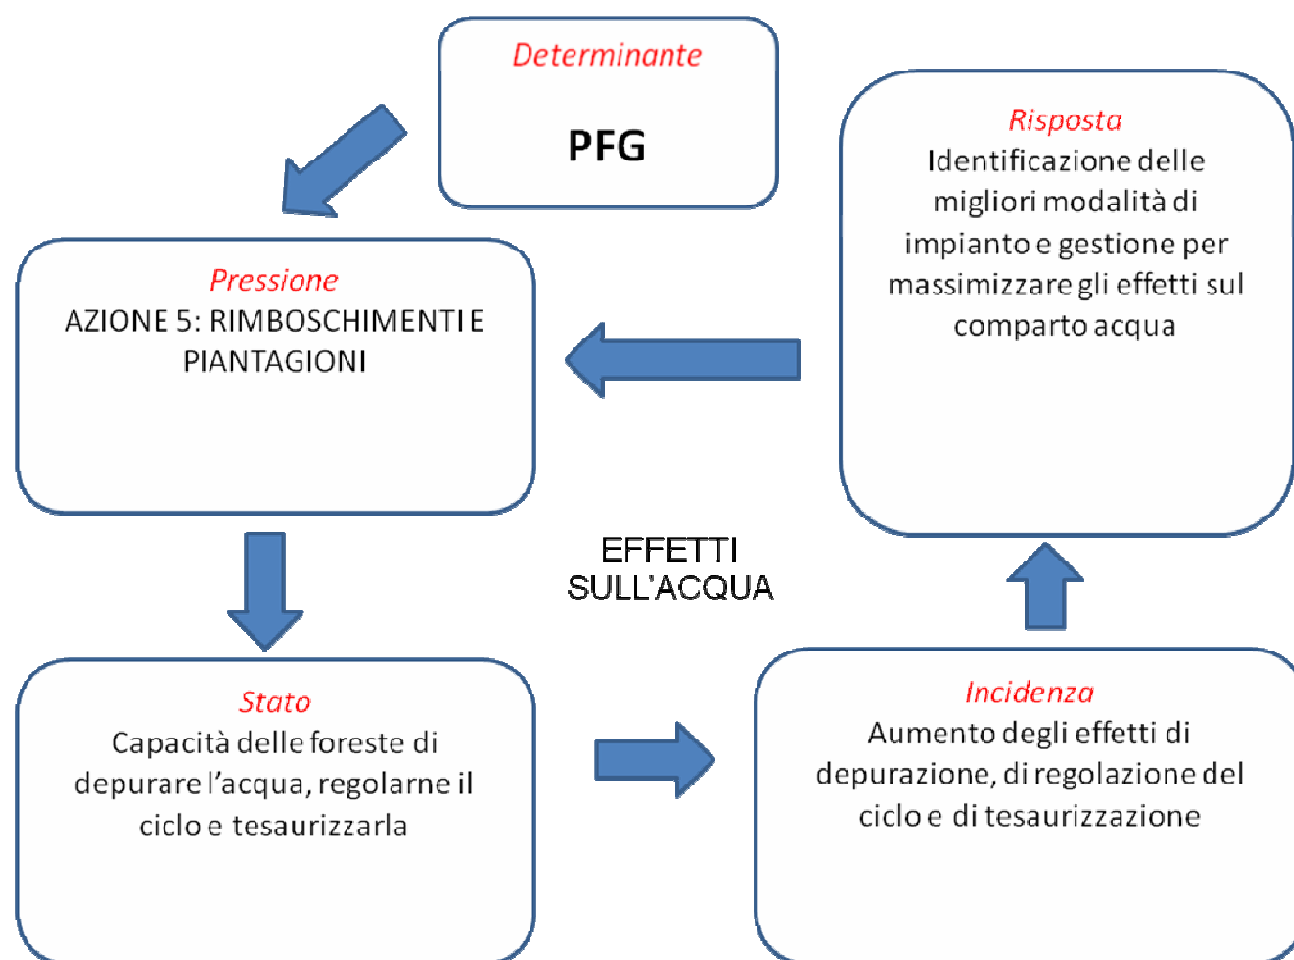 Determinante
PFG
Risposta
Identificazione delle
migliori modalità di
impianto e gestione per
massimizzare gli effetti sul
comparto acqua
Pressione
AZIONE 5: RIMBOSCHIMENTI E
PIANTAGIONI
EFFETTI
SULL'ACQUA
Stato
Capacità delle foreste di
depurare l'acqua, regolarne il
ciclo e tesaurizzarla
Incidenza
Aumento degli effetti di
depurazione, di regolazione del
ciclo e di tesaurizzazione